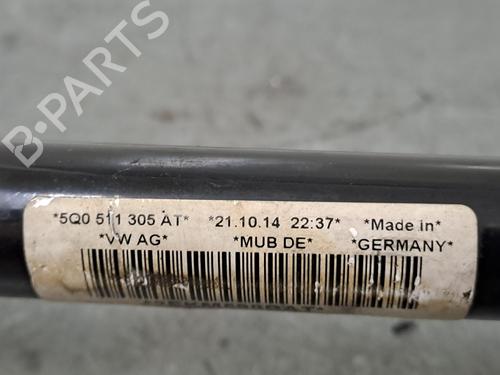 B-PARTS
*5Q0 511 305 AT* *21.10.14 22:37* *Made in*
*VW AG* *MUB DE* *GERMANY*